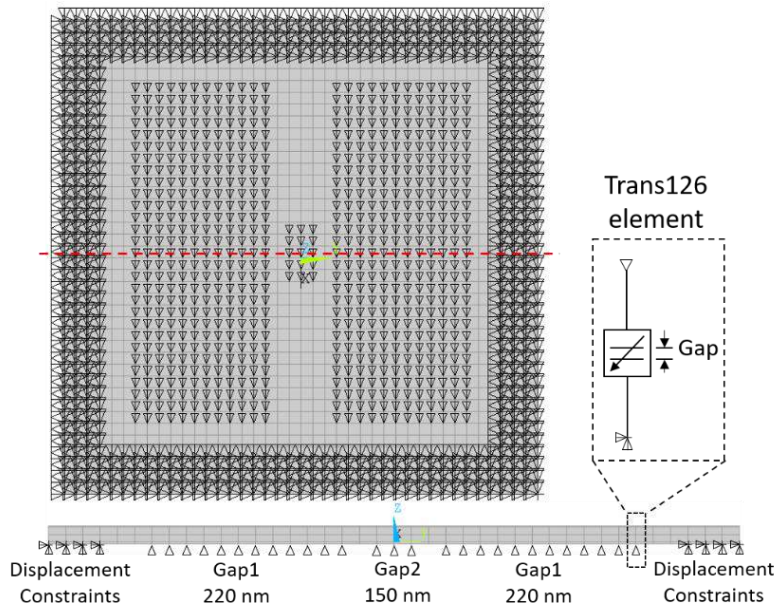 Trans126
element
Gap
Z
X
Z
Displacement
Constraints
Gap1
220 nm
Gap2
150 nm
Gap1
220 nm
Displacement
Constraints